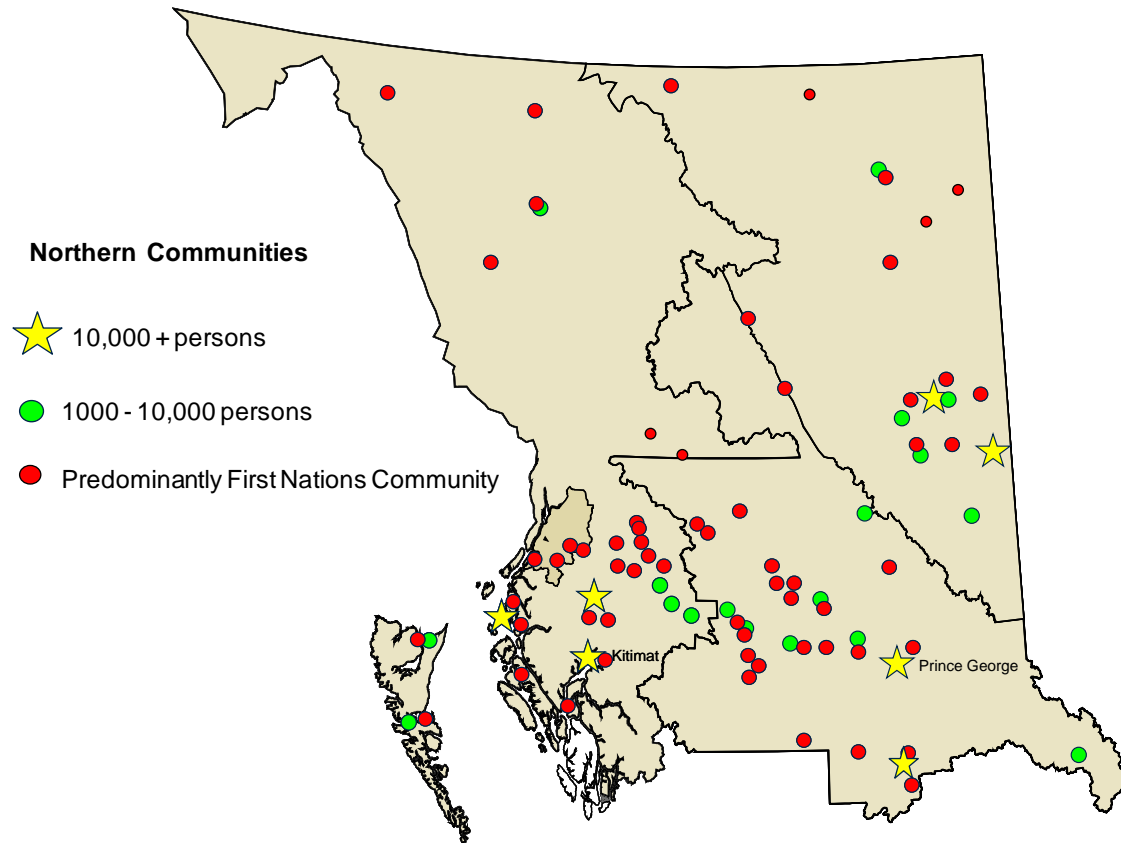 Northern Communities
10,000 + persons
1000 - 10,000 persons
Predominantly First Nations Community
Kitimat
Prince George